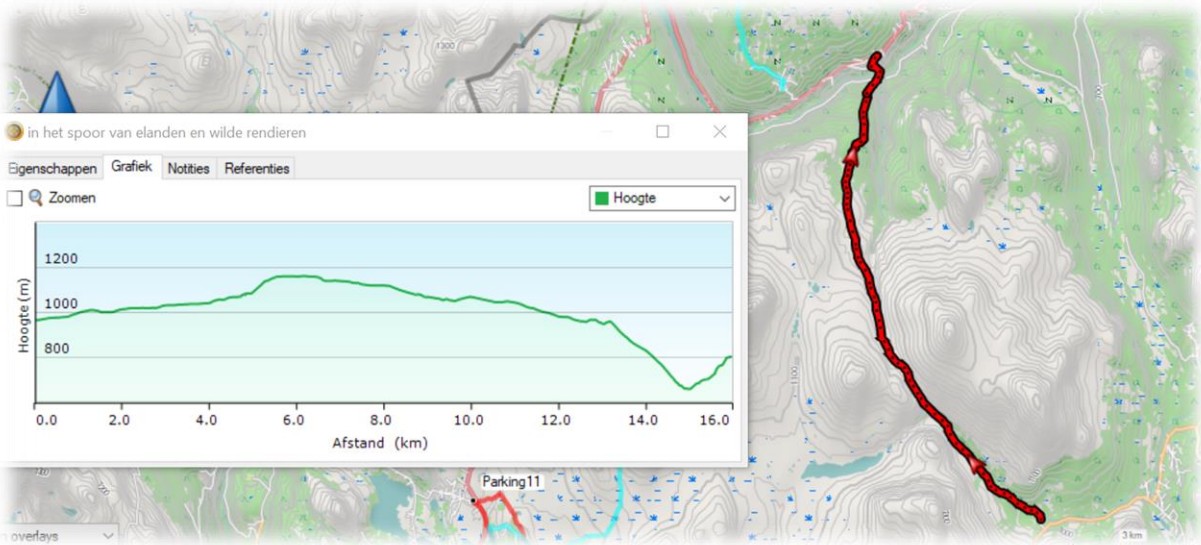 1300
in het spoor van elanden en wilde rendieren
Eigenschappen Grafiek Notities Referenties
Zoomen
Hoogte
1200
1000
800
Hoogte (m)
0.0 2.0 4.0 6.0 8.0 10.0 12.0 14.0 16.0
Afstand (km)
Parking11
overlays
3 km
N
N
N
N
N
N
N
1100